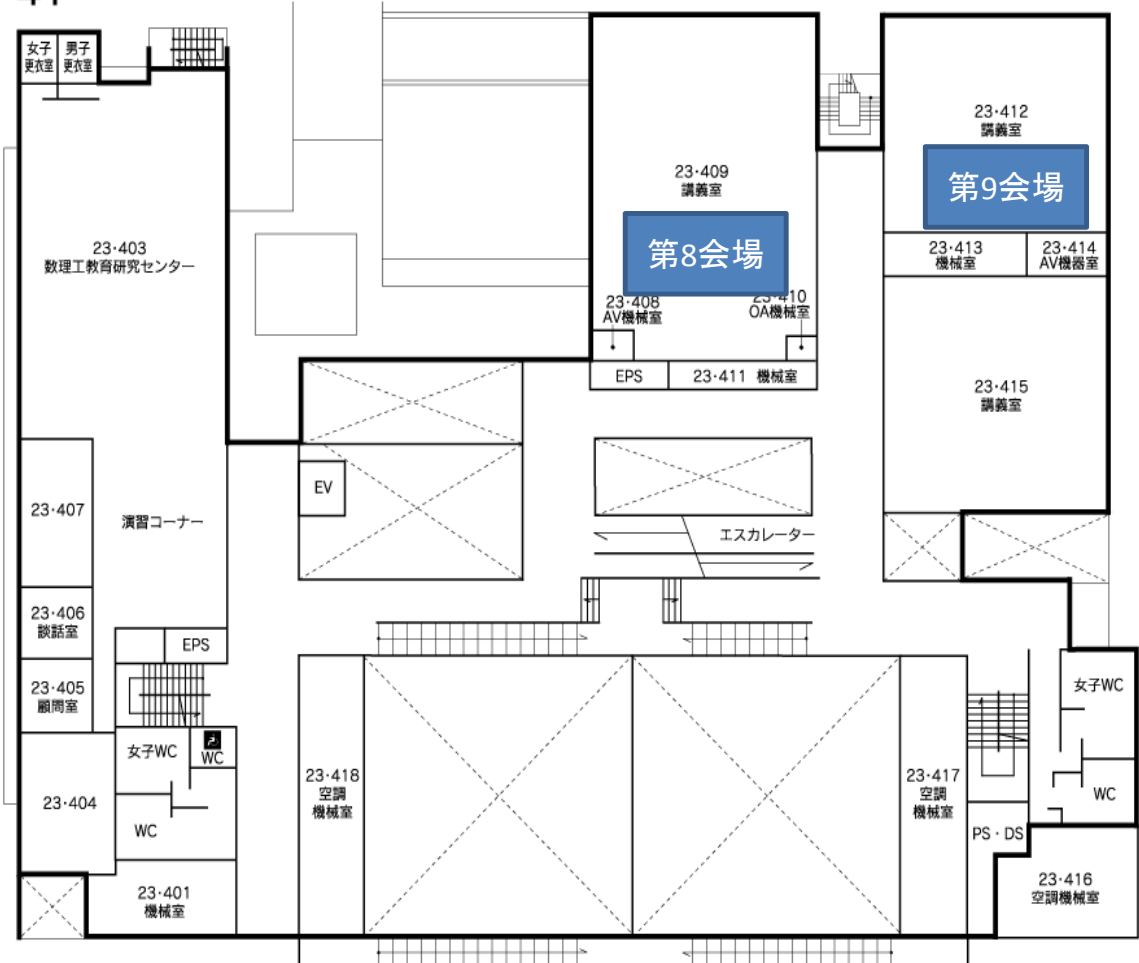 女子
更衣室
男子
更衣室
23･412
講義室
第9会場
23･409
講義室
第8会場
23･403
数理工教育研究センター
23･413
機械室
23･414
AV機器室
23･408
AV機械室
23･410
OA機械室
EPS
23･411 機械室
23･415
講義室
EV
23･407
演習コーナー
エスカレーター
23･406
談話室
EPS
23･405
顧問室
女子WC
WC
女子WC
23･404
WC
23･418
空調
機械室
23･417
空調
機械室
WC
PS・DS
23･401
機械室
23･416
空調機械室